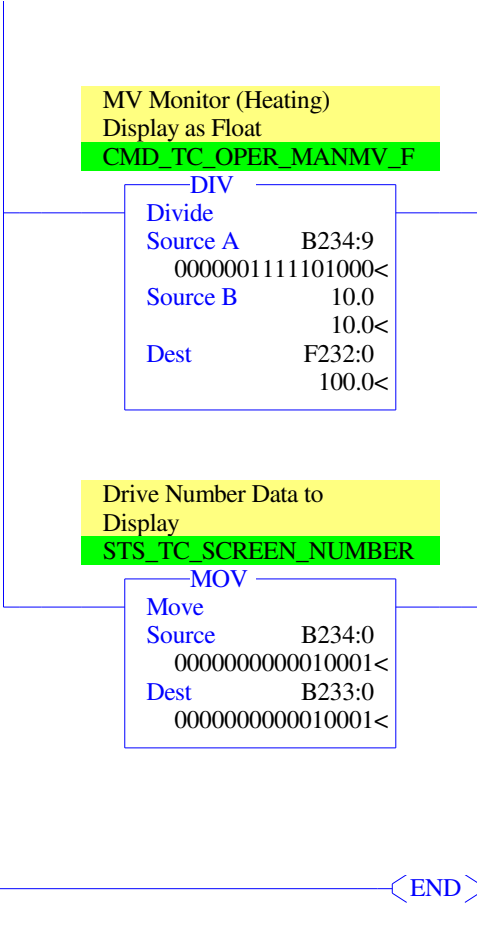 MV Monitor (Heating)
Display as Float
CMD_TC_OPER_MANMV_F
DIV
Divide
Source A B234:9
0000001111101000<
Source B 10.0
10.0<
Dest F232:0
100.0<
Drive Number Data to
Display
STS_TC_SCREEN_NUMBER
MOV
Move
Source B234:0
0000000000010001<
Dest B233:0
0000000000010001<
END